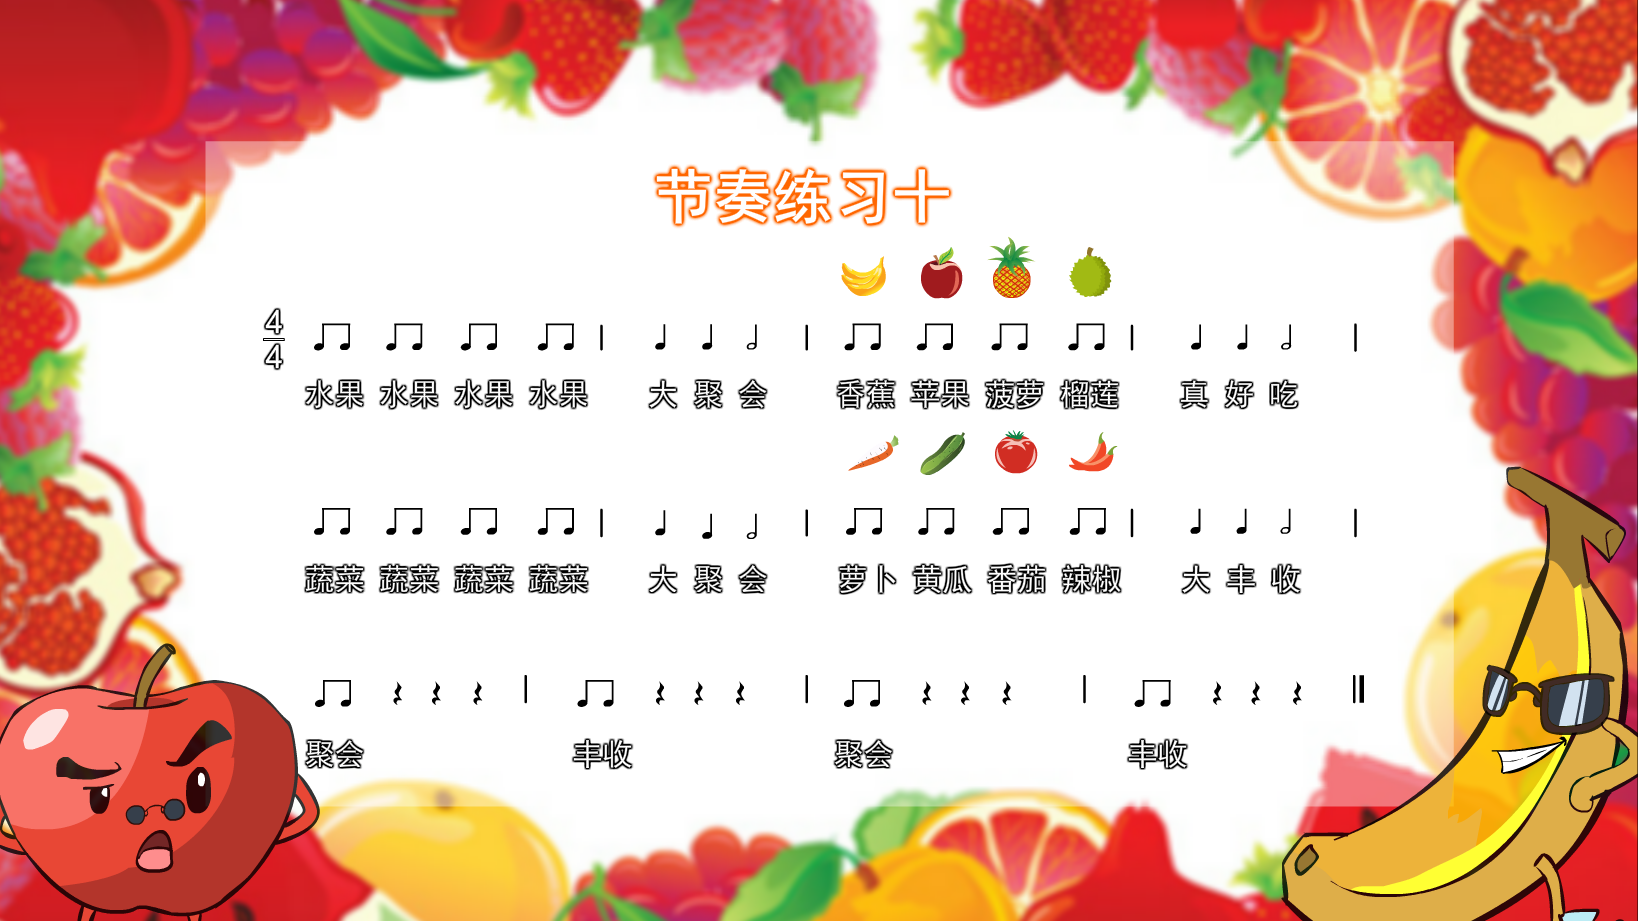 节奏练习十
4
4
水果 水果 水果 水果 大 聚 会 香蕉 苹果 菠萝 榴莲 真 好 吃
蔬菜 蔬菜 蔬菜 蔬菜 大 聚 会 萝卜 黄瓜 番茄 辣椒 大 丰 收
聚会 丰收 聚会 丰收